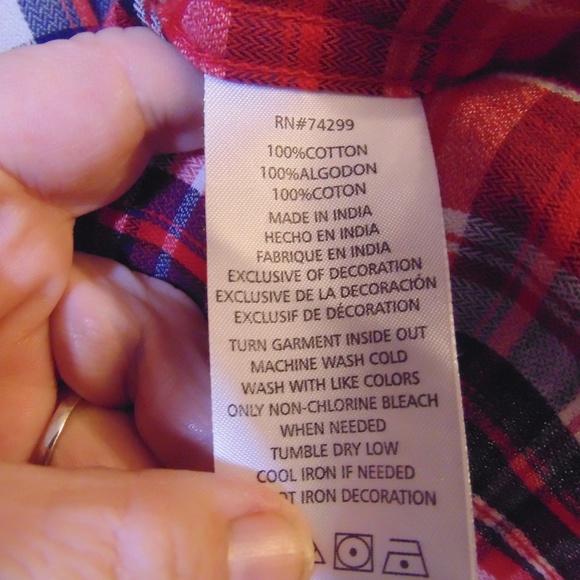 RN#74299
100%COTTON
100%ALGODON
100%COTON
MADE IN INDIA
HECHO EN INDIA
FABRIQUE EN INDIA
EXCLUSIVE OF DECORATION
EXCLUSIVE DE LA DECORACIÓN
EXCLUSIF DE DÉCORATION
TURN GARMENT INSIDE OUT
MACHINE WASH COLD
WASH WITH LIKE COLORS
ONLY NON-CHLORINE BLEACH
WHEN NEEDED
TUMBLE DRY LOW
COOL IRON IF NEEDED
IRON DECORATION